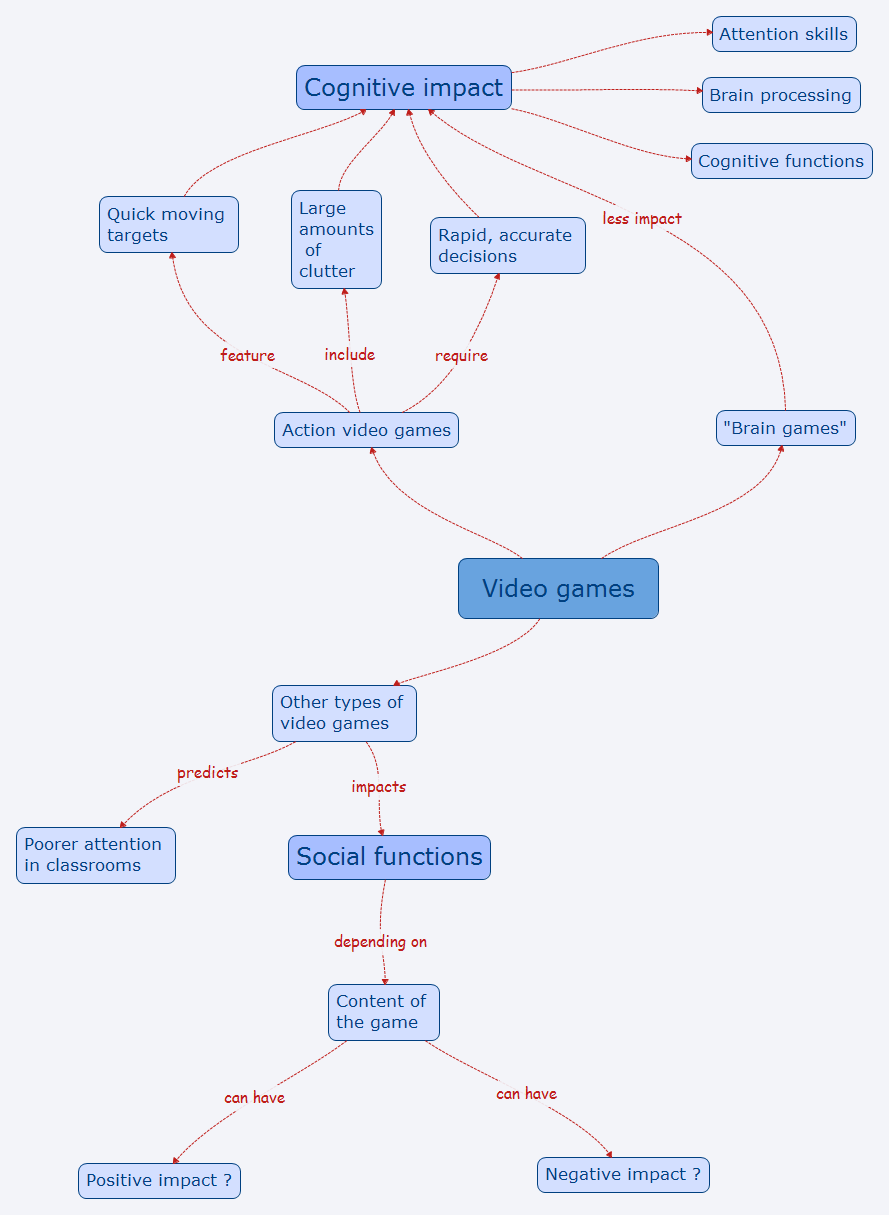 Attention skills
Cognitive impact
Brain processing
Cognitive functions
Quick moving
targets
Large
amounts
of
clutter
Rapid, accurate
decisions
less impact
feature
include
require
Action video games
"Brain games"
Video games
Other types of
video games
predicts
impacts
Poorer attention
in classrooms
Social functions
depending on
Content of
the game
can have
can have
Positive impact ?
Negative impact ?